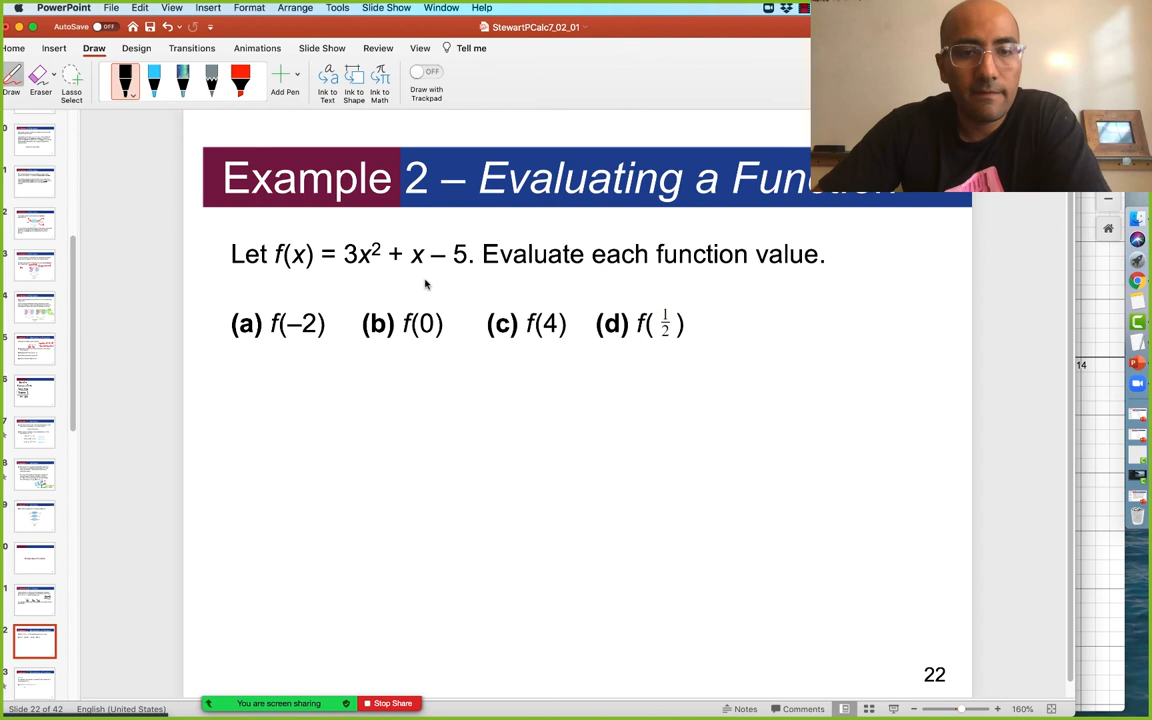 PowerPoint File Edit View Insert Format Arrange Tools Slide Show Window Help
AutoSave OFF StewartPCalc7_02_01
Home Insert Draw Design Transitions Animations Slide Show Review View Tell me
OFF
Draw Eraser Lasso Select Add Pen Ink to Text Ink to Shape Ink to Math Draw with Trackpad
Example 2 – Evaluating a Function
Let f(x) = 3x² + x – 5. Evaluate each function value.
(a) f(–2) (b) f(0) (c) f(4) (d) f( 1/2 )
14
22
You are screen sharing Stop Share
Slide 22 of 42 English (United States) Notes Comments 160%